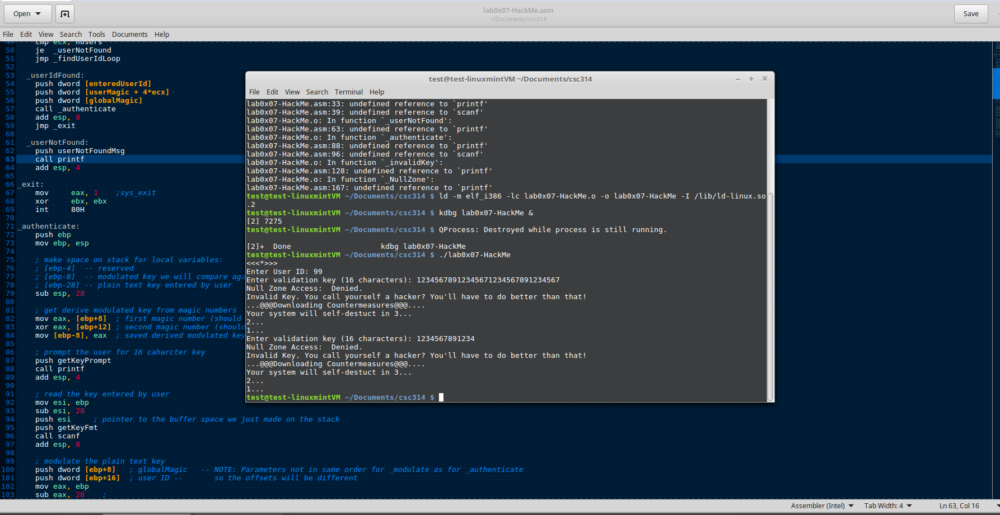 Open
lab0x07-HackMe.asm
~/Documents/csc314
Save
File Edit View Search Tools Documents Help
49 cmp ecx, nusers
50 je _userNotFound
51 jmp _findUserIdLoop
52
53 _userIdFound:
54 push dword [enteredUserId]
55 push dword [userMagic + 4*ecx]
56 push dword [globalMagic]
57 call _authenticate
58 add esp, 8
59 jmp _exit
60
61 _userNotFound:
62 push userNotFoundMsg
63 call printf
64 add esp, 4
65
66 _exit:
67 mov eax, 1 ;sys_exit
68 xor ebx, ebx
69 int 80H
70
71 _authenticate:
72 push ebp
73 mov ebp, esp
74
75 ; make space on stack for local variables:
76 ; [ebp-4] -- reserved
77 ; [ebp-8] -- modulated key we will compare aga
78 ; [ebp-28] -- plain text key entered by user
79 sub esp, 28
80
81 ; get derive modulated key from magic numbers
82 mov eax, [ebp+8] ; first magic number (should
83 xor eax, [ebp+12] ; second magic number (should
84 mov [ebp-8], eax ; saved derived modulated key
85
86 ; prompt the user for 16 caharcter key
87 push getKeyPrompt
88 call printf
89 add esp, 4
90
91 ; read the key entered by user
92 mov esi, ebp
93 sub esi, 28
94 push esi ; pointer to the buffer space we just made on the stack
95 push getKeyFmt
96 call scanf
97 add esp, 8
98
99 ; modulate the plain text key
100 push dword [ebp+8] ; globalMagic -- NOTE: Parameters not in same order for _modulate as for _authenticate
101 push dword [ebp+16] ; user ID -- so the offsets will be different
102 mov eax, ebp
103 sub eax, 28 ;
test@test-linuxmintVM ~/Documents/csc314
File Edit View Search Terminal Help
lab0x07-HackMe.asm:33: undefined reference to `printf'
lab0x07-HackMe.asm:39: undefined reference to `scanf'
lab0x07-HackMe.o: In function `_userNotFound':
lab0x07-HackMe.asm:63: undefined reference to `printf'
lab0x07-HackMe.o: In function `_authenticate':
lab0x07-HackMe.asm:88: undefined reference to `printf'
lab0x07-HackMe.asm:96: undefined reference to `scanf'
lab0x07-HackMe.o: In function `_invalidKey':
lab0x07-HackMe.asm:128: undefined reference to `printf'
lab0x07-HackMe.o: In function `_NullZone':
lab0x07-HackMe.asm:167: undefined reference to `printf'
test@test-linuxmintVM ~/Documents/csc314 $ ld -m elf_i386 -lc lab0x07-HackMe.o -o lab0x07-HackMe -I /lib/ld-linux.so
.2
test@test-linuxmintVM ~/Documents/csc314 $ kdbg lab0x07-HackMe &
[2] 7275
test@test-linuxmintVM ~/Documents/csc314 $ QProcess: Destroyed while process is still running.
[2]+ Done kdbg lab0x07-HackMe
test@test-linuxmintVM ~/Documents/csc314 $ ./lab0x07-HackMe
<<<*>>>
Enter User ID: 99
Enter validation key (16 characters): 12345678912345671234567891234567
Null Zone Access: Denied.
Invalid Key. You call yourself a hacker? You'll have to do better than that!
...@@@Downloading Countermeasures@@@....
Your system will self-destuct in 3...
2...
1...
Enter validation key (16 characters): 1234567891234
Null Zone Access: Denied.
Invalid Key. You call yourself a hacker? You'll have to do better than that!
...@@@Downloading Countermeasures@@@....
Your system will self-destuct in 3...
2...
1...
test@test-linuxmintVM ~/Documents/csc314 $
Assembler (Intel) Tab Width: 4 Ln 63, Col 16